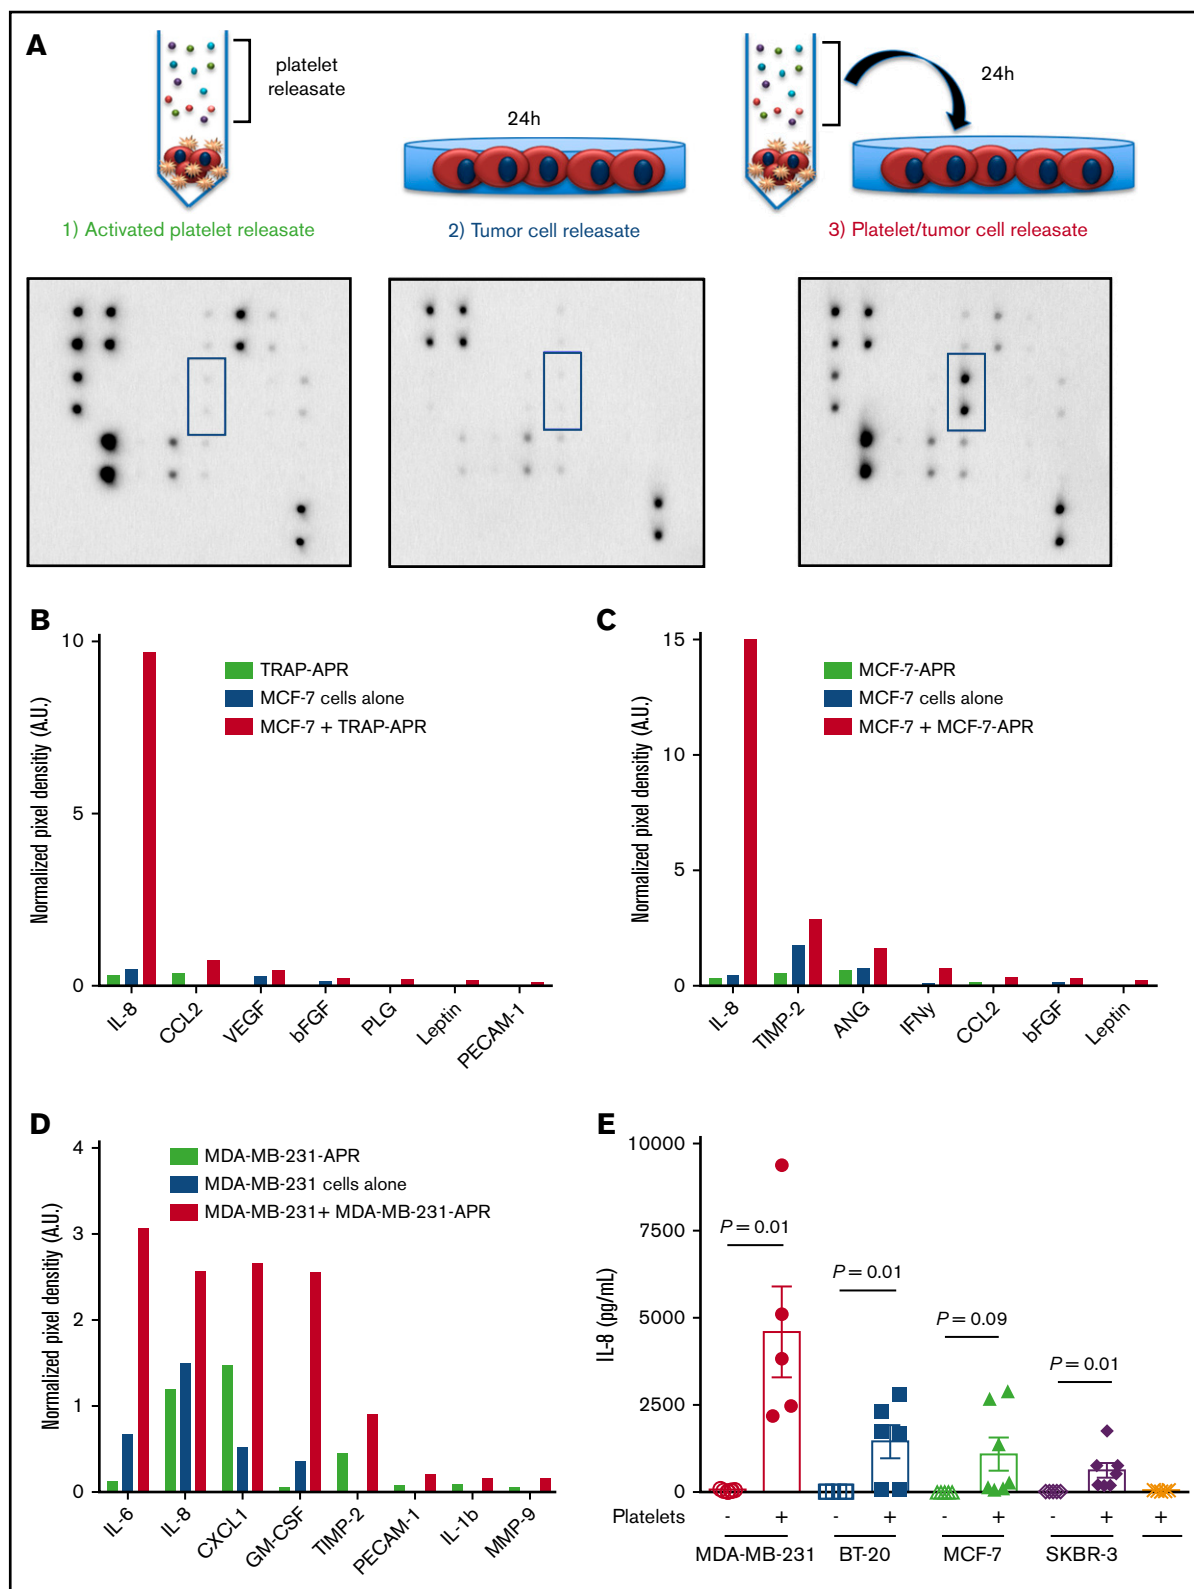 A
platelet
releasate
24h
24h
1) Activated platelet releasate
2) Tumor cell releasate
3) Platelet/tumor cell releasate
B
10
5
0
Normalized pixel densitiy (A.U.)
TRAP-APR
MCF-7 cells alone
MCF-7 + TRAP-APR
IL-8
CCL2
VEGF
bFGF
PLG
Leptin
PECAM-1
C
15
10
5
0
Normalized pixel densitiy (A.U.)
MCF-7-APR
MCF-7 cells alone
MCF-7 + MCF-7-APR
IL-8
TIMP-2
ANG
IFNy
CCL2
bFGF
Leptin
D
4
3
2
1
0
Normalized pixel densitiy (A.U.)
MDA-MB-231-APR
MDA-MB-231 cells alone
MDA-MB-231+ MDA-MB-231-APR
IL-6
IL-8
CXCL1
GM-CSF
TIMP-2
PECAM-1
IL-1b
MMP-9
E
10000
7500
5000
2500
0
IL-8 (pg/mL)
P = 0.01
P = 0.01
P = 0.09
P = 0.01
Platelets - + - + - + - + +
MDA-MB-231 BT-20 MCF-7 SKBR-3